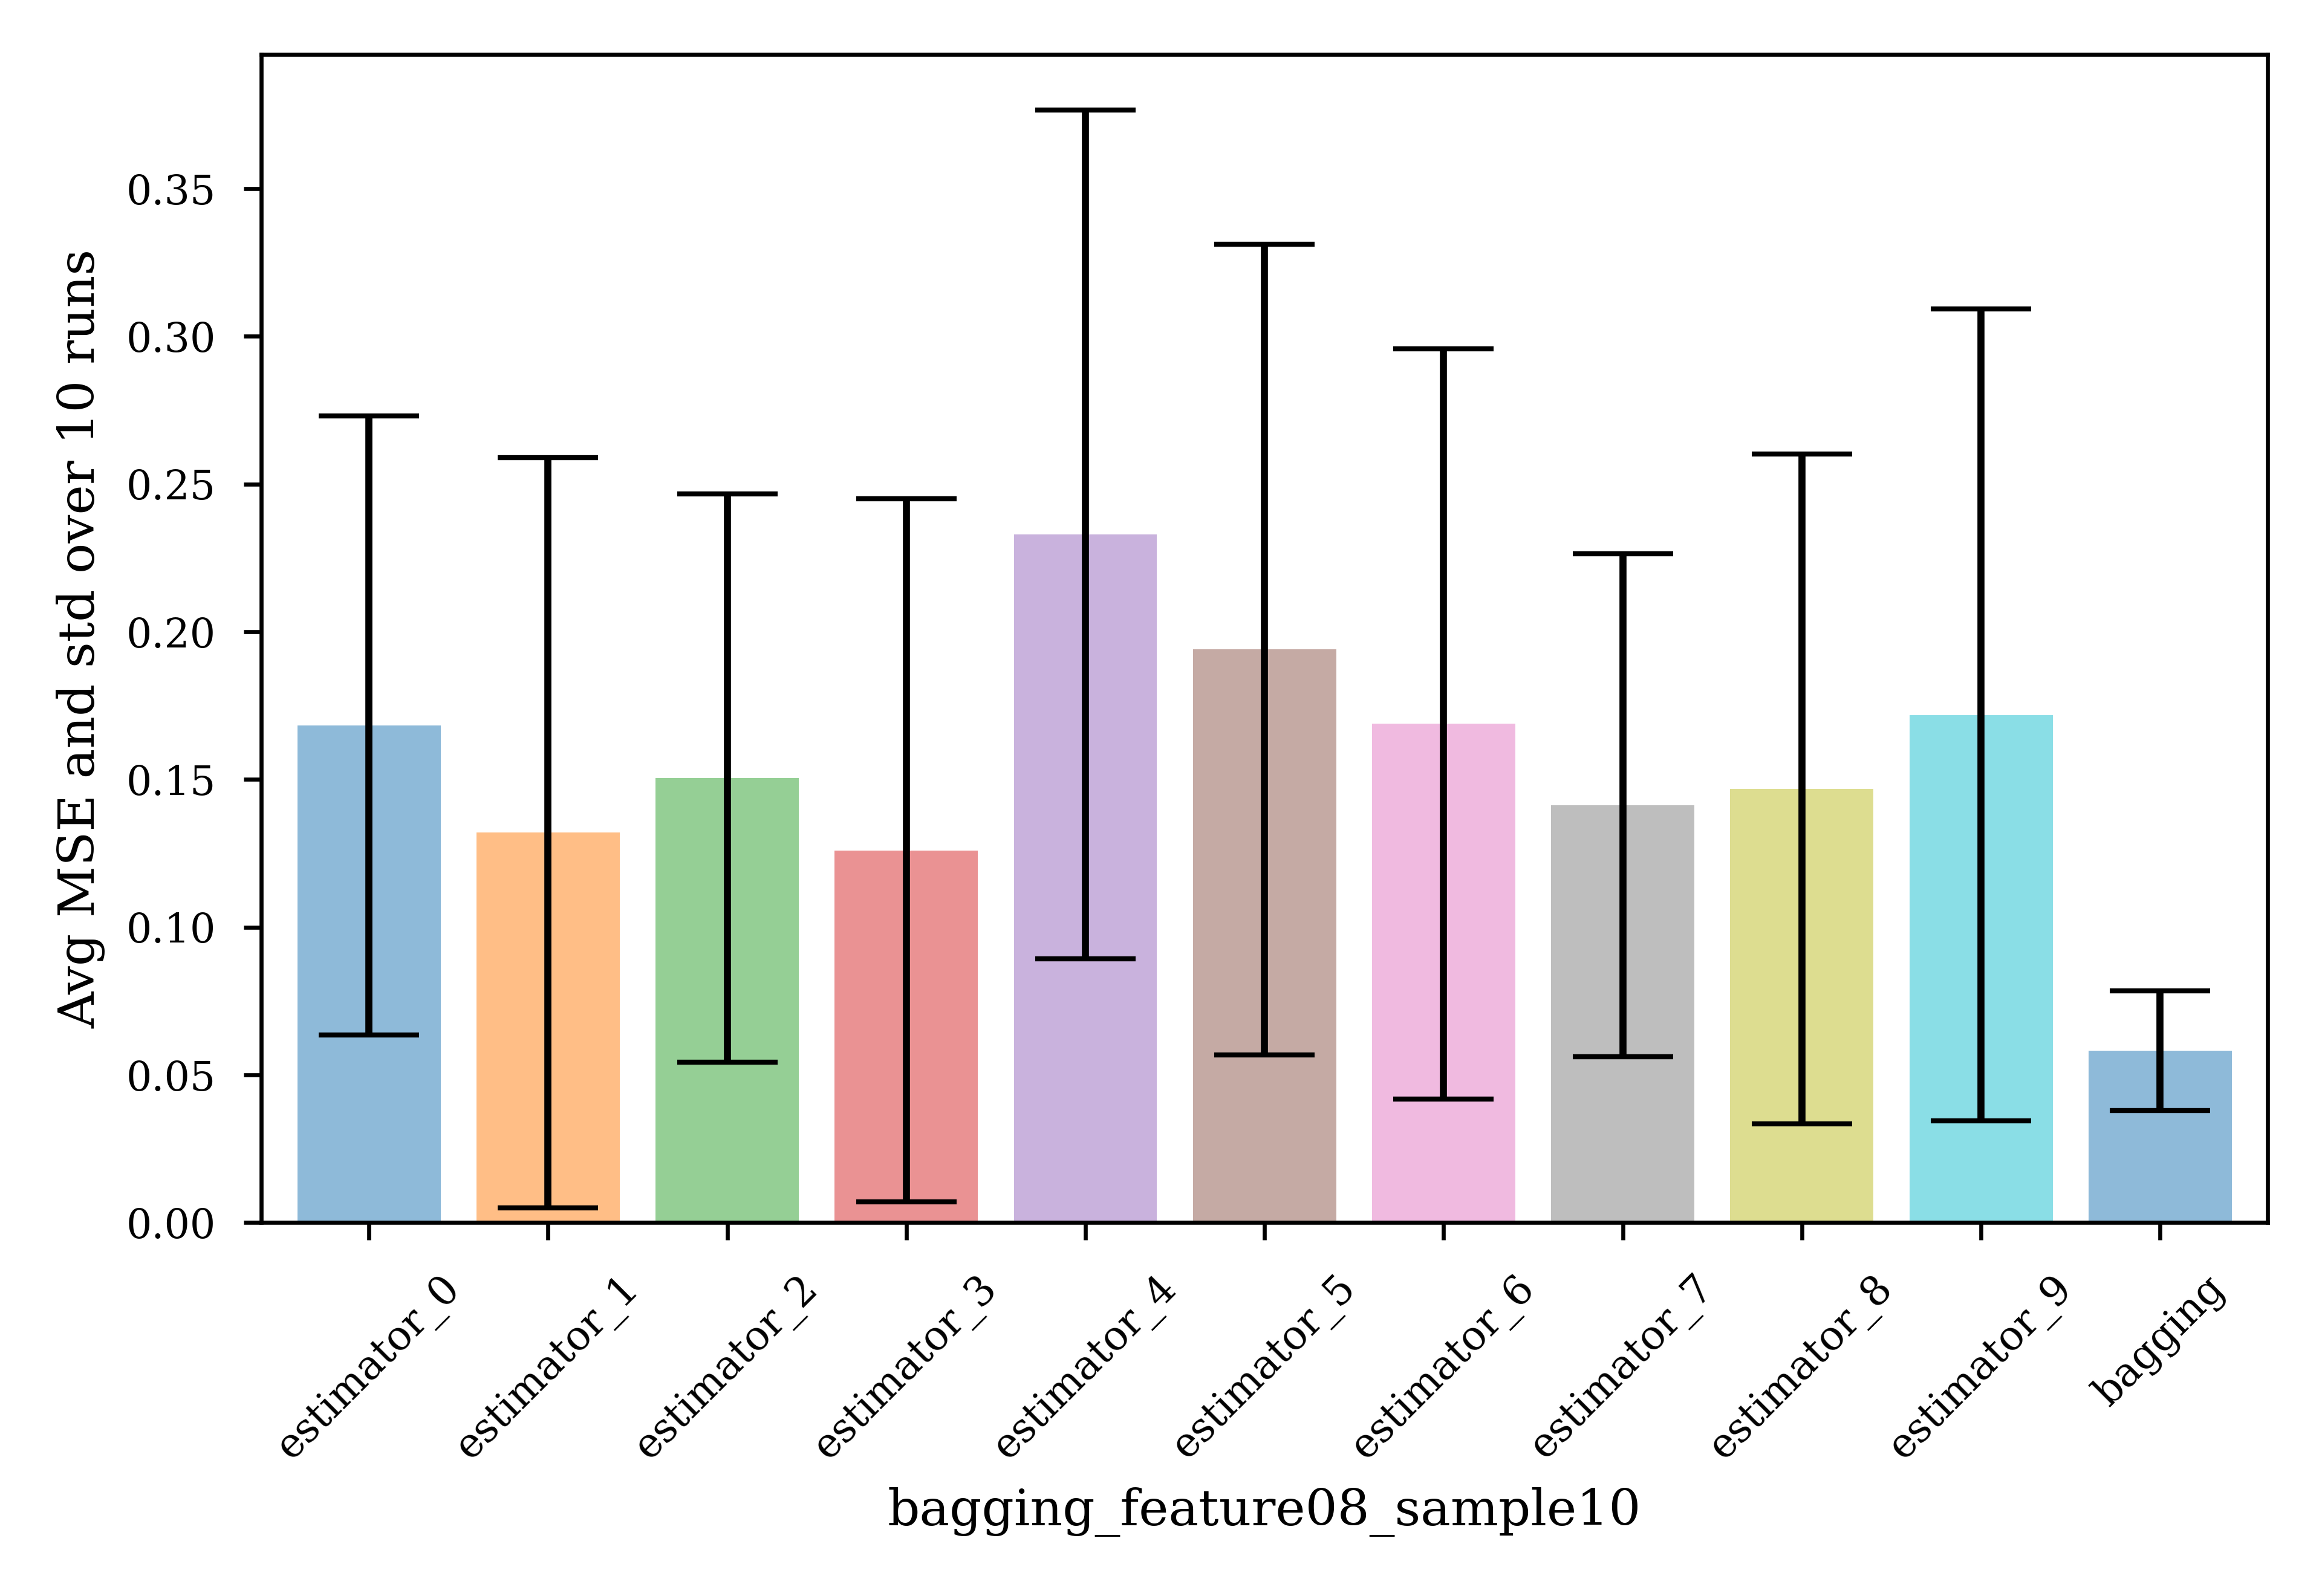 Avg MSE and std over 10 runs
0.35
0.30
0.25
0.20
0.15
0.10
0.05
0.00
estimator_0
estimator_1
estimator_2
estimator_3
estimator_4
estimator_5
estimator_6
estimator_7
estimator_8
estimator_9
bagging
bagging_feature08_sample10